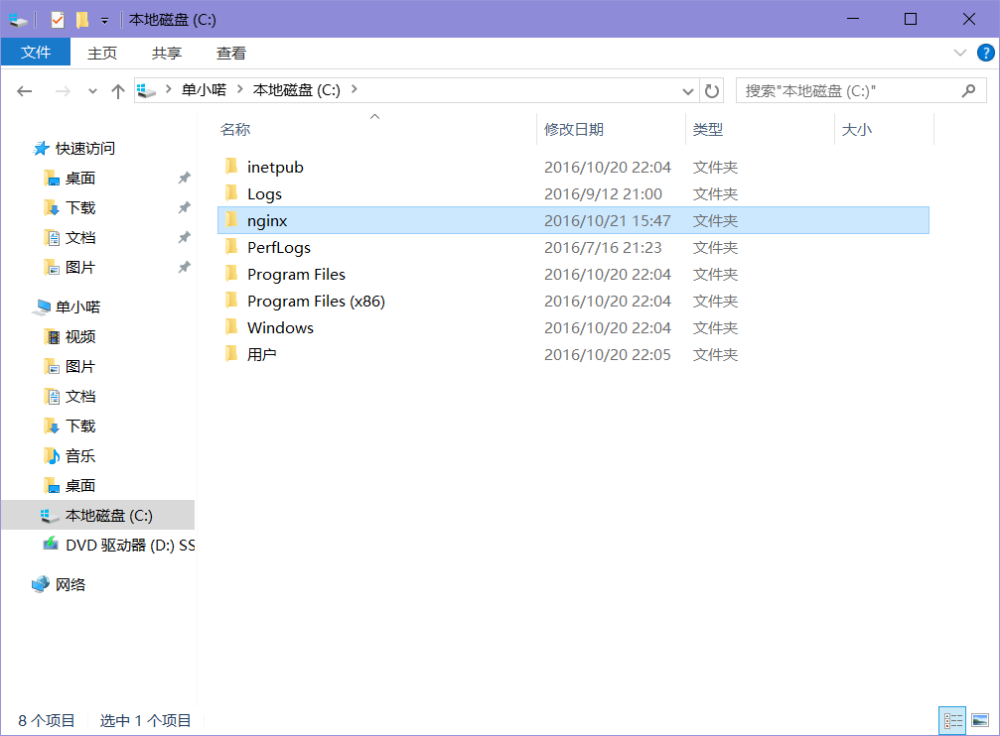 本地磁盘 (C:)
文件 主页 共享 查看
单小喏 本地磁盘 (C:) 搜索"本地磁盘 (C:)"
名称 修改日期 类型 大小
快速访问
桌面
下载
文档
图片
单小喏
视频
图片
文档
下载
音乐
桌面
本地磁盘 (C:)
DVD 驱动器 (D:) SS
网络
inetpub 2016/10/20 22:04 文件夹
Logs 2016/9/12 21:00 文件夹
nginx 2016/10/21 15:47 文件夹
PerfLogs 2016/7/16 21:23 文件夹
Program Files 2016/10/20 22:04 文件夹
Program Files (x86) 2016/10/20 22:04 文件夹
Windows 2016/10/20 22:04 文件夹
用户 2016/10/20 22:05 文件夹
8 个项目 选中 1 个项目